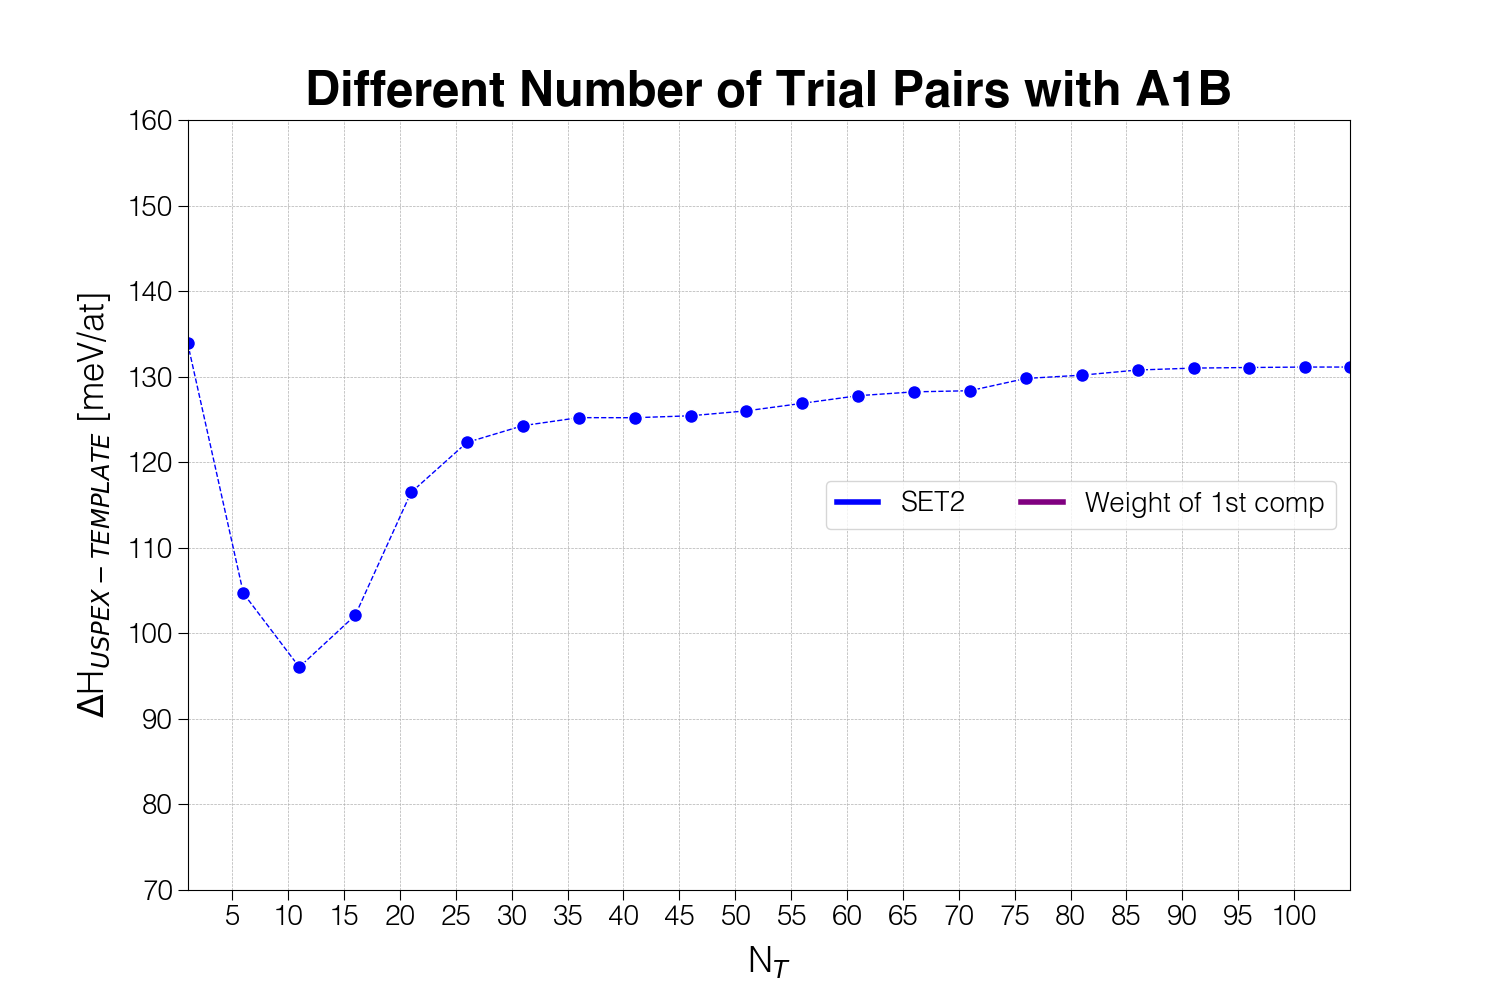 Different Number of Trial Pairs with A1B
160
150
140
130
120
110
100
90
80
70
ΔH_USPEX − TEMPLATE [meV/at]
SET2 Weight of 1st comp
5 10 15 20 25 30 35 40 45 50 55 60 65 70 75 80 85 90 95 100
N_T